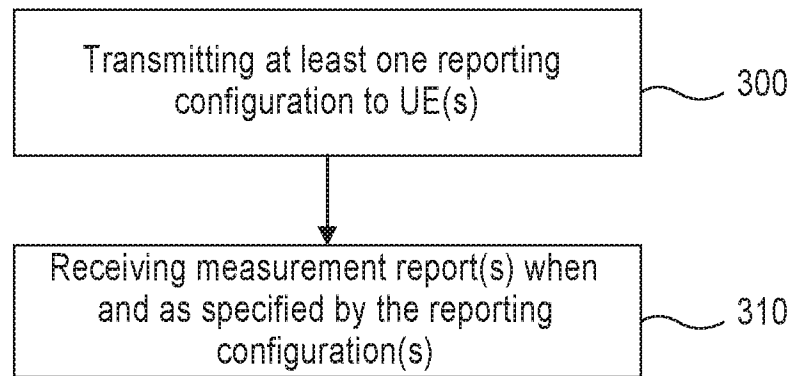 Transmitting at least one reporting
configuration to UE(s)
300
Receiving measurement report(s) when
and as specified by the reporting
configuration(s)
310